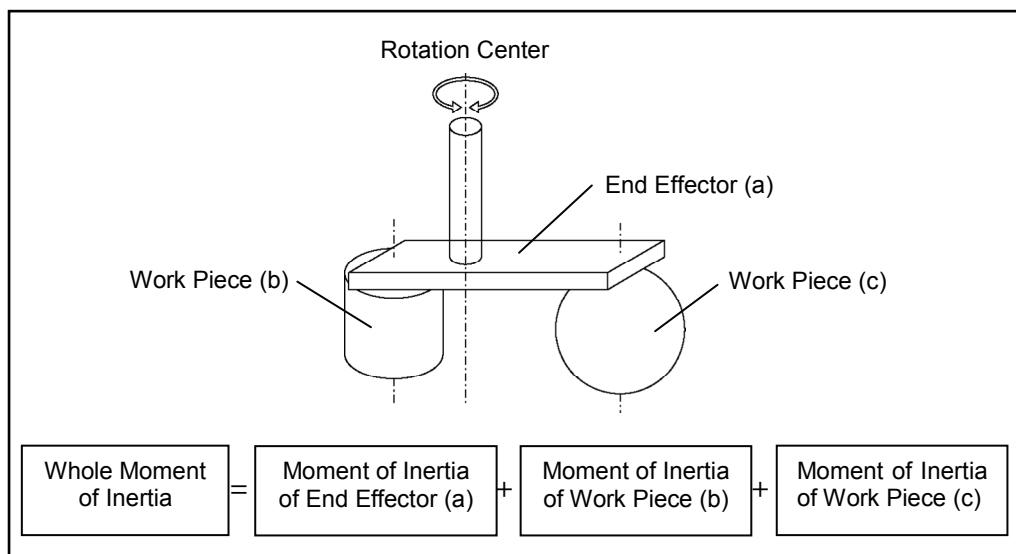 Rotation Center
End Effector (a)
Work Piece (b)
Work Piece (c)
Whole Moment
of Inertia
=
Moment of Inertia
of End Effector (a)
+
Moment of Inertia
of Work Piece (b)
+
Moment of Inertia
of Work Piece (c)